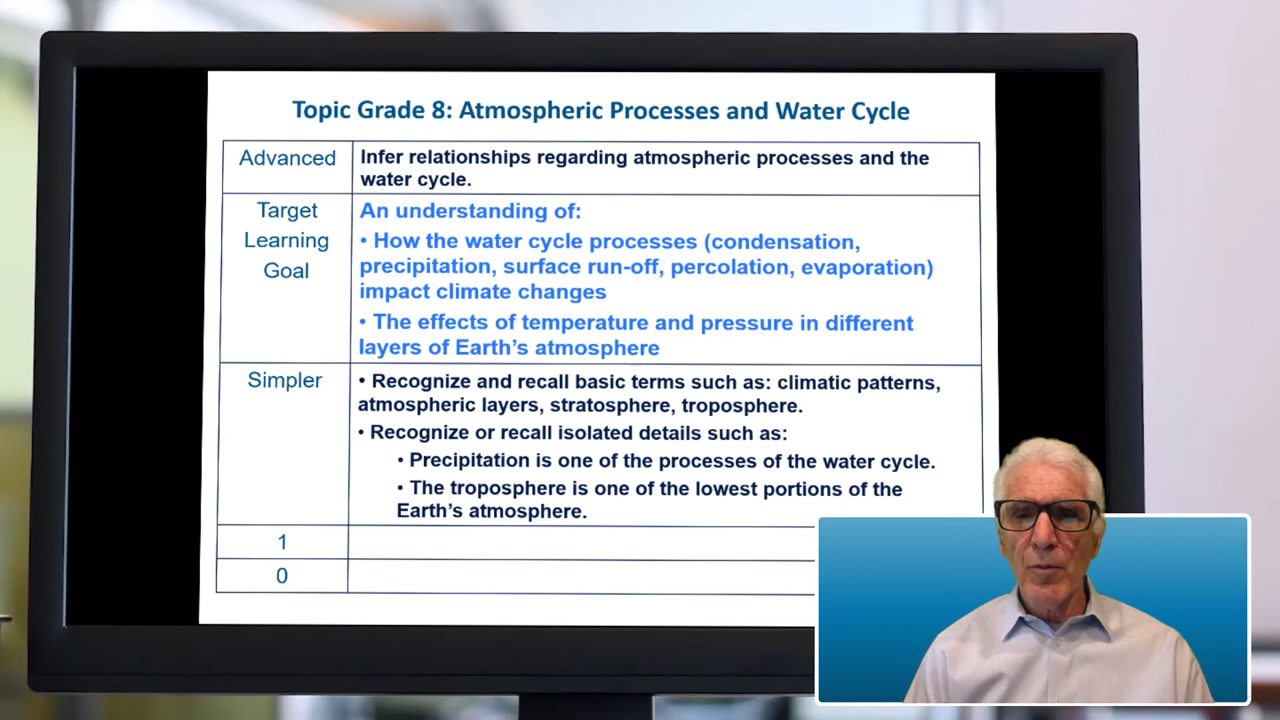 Topic Grade 8: Atmospheric Processes and Water Cycle
Advanced
Infer relationships regarding atmospheric processes and the
water cycle.
Target
Learning
Goal
An understanding of:
• How the water cycle processes (condensation,
precipitation, surface run-off, percolation, evaporation)
impact climate changes
• The effects of temperature and pressure in different
layers of Earth's atmosphere
Simpler
• Recognize and recall basic terms such as: climatic patterns,
atmospheric layers, stratosphere, troposphere.
• Recognize or recall isolated details such as:
• Precipitation is one of the processes of the water cycle.
• The troposphere is one of the lowest portions of the
Earth's atmosphere.
1
0